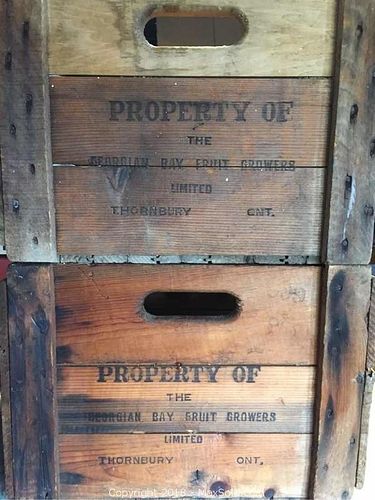 PROPERTY OF
THE
GEORGIAN BAY FRUIT GROWERS
LIMITED
THORNBURY ONT.
PROPERTY OF
THE
GEORGIAN BAY FRUIT GROWERS
LIMITED
THORNBURY ONT.
Copyright 2018 - MaxSold